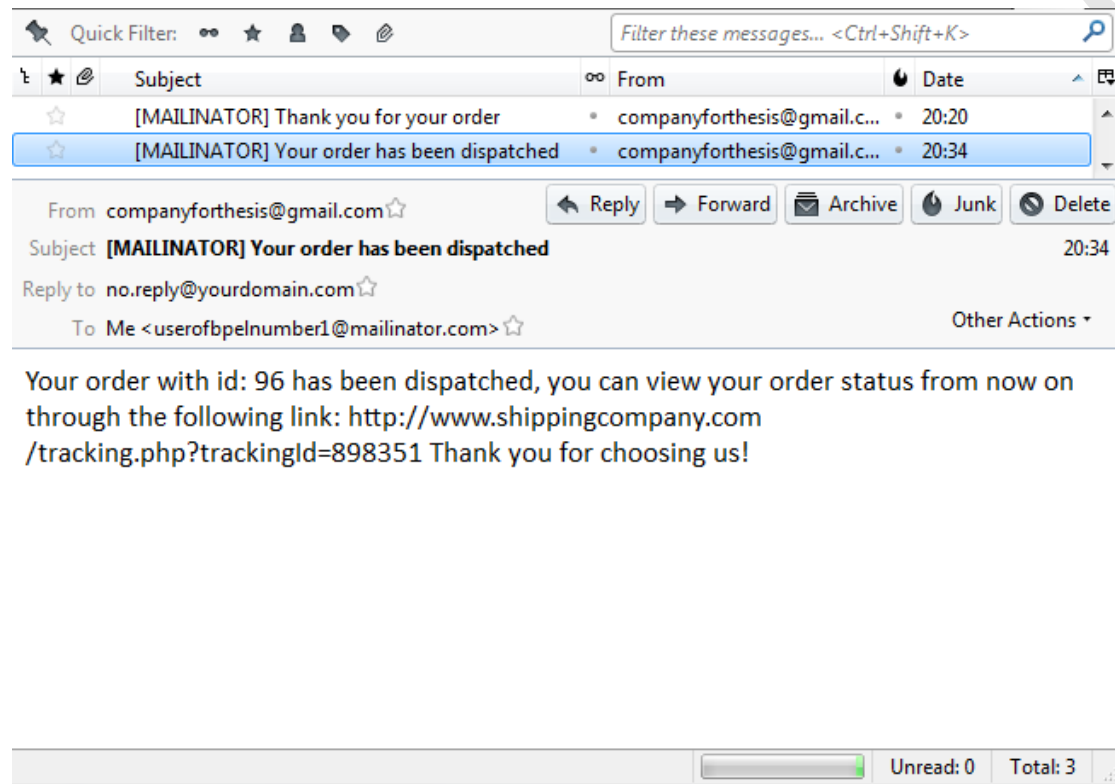 Quick Filter:
Filter these messages... <Ctrl+Shift+K>
Subject From Date
[MAILINATOR] Thank you for your order companyforthesis@gmail.c... 20:20
[MAILINATOR] Your order has been dispatched companyforthesis@gmail.c... 20:34
From companyforthesis@gmail.com Reply Forward Archive Junk Delete
Subject [MAILINATOR] Your order has been dispatched 20:34
Reply to no.reply@yourdomain.com
To Me <userofbpelnumber1@mailinator.com> Other Actions
Your order with id: 96 has been dispatched, you can view your order status from now on
through the following link: http://www.shippingcompany.com
/tracking.php?trackingId=898351 Thank you for choosing us!
Unread: 0 Total: 3